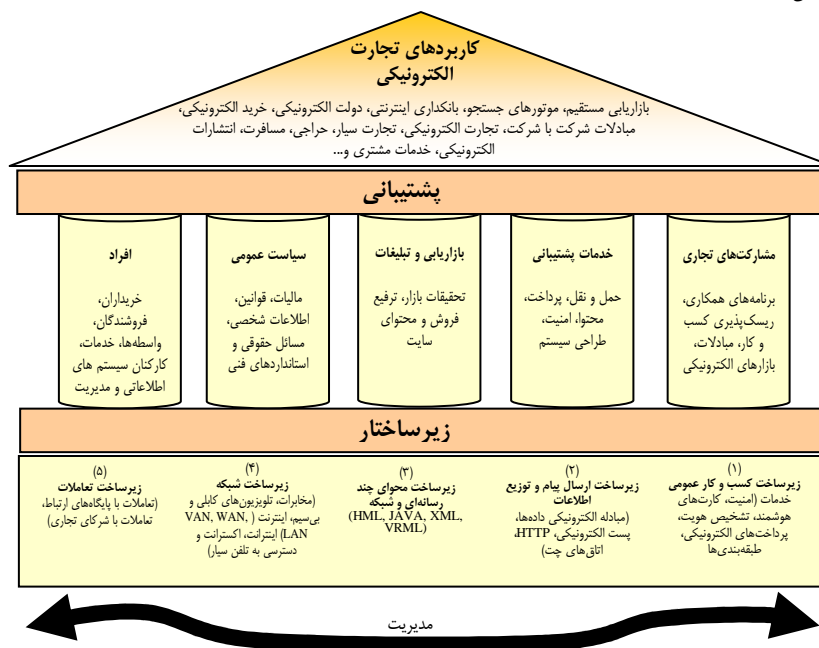 کاربردهای تجارت
الکترونیکی
بازاریابی مستقیم، موتورهای جستجو، بانکداری اینترنتی، دولت الکترونیکی، خرید الکترونیکی،
مبادلات شرکت با شرکت، تجارت الکترونیکی، تجارت سیار، حراجی، مسافرت، انتشارات
الکترونیکی، خدمات مشتری و...
پشتیبانی
مشارکت‌های تجاری
برنامه‌های همکاری،
ریسک‌پذیری کسب
و کار، مبادلات،
بازارهای الکترونیکی
خدمات پشتیبانی
حمل و نقل، پرداخت،
محتوا، امنیت،
طراحی سیستم
بازاریابی و تبلیغات
تحقیقات بازار، ترفیع
فروش و محتوای
سایت
سیاست عمومی
مالیات، قوانین،
اطلاعات شخصی،
مسائل حقوقی و
استانداردهای فنی
افراد
خریداران،
فروشندگان،
واسطه‌ها، خدمات،
کارکنان سیستم های
اطلاعاتی و مدیریت
زیرساختار
(۱)
زیرساخت کسب و کار عمومی
خدمات (امنیت، کارت‌های
هوشمند، تشخیص هویت،
پرداخت‌های الکترونیکی،
طبقه‌بندی‌ها
(۲)
زیرساخت ارسال پیام و توزیع
اطلاعات
(مبادله الکترونیکی داده‌ها،
پست الکترونیکی، HTTP،
اتاق‌های چت)
(۳)
زیرساخت محوای چند
رسانه‌ای و شبکه
(HML, JAVA, XML,
VRML)
(۴)
زیرساخت شبکه
(مخابرات، تلویزیون‌های کابلی و
بی‌سیم، اینترنت ( VAN, WAN,
LAN) اینترانت، اکسترانت و
دسترسی به تلفن سیار)
(۵)
زیرساخت تعاملات
(تعاملات با پایگاه‌های ارتباط،
تعاملات با شرکای تجاری)
مدیریت